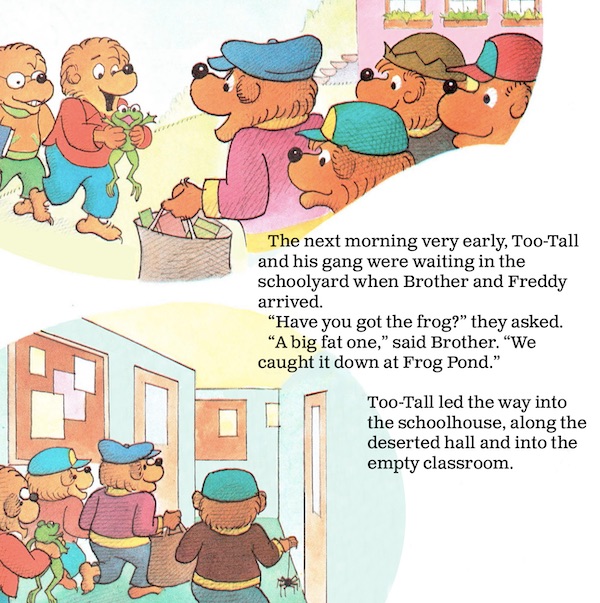 The next morning very early, Too-Tall
and his gang were waiting in the
schoolyard when Brother and Freddy
arrived.
“Have you got the frog?” they asked.
“A big fat one,” said Brother. “We
caught it down at Frog Pond.”
Too-Tall led the way into
the schoolhouse, along the
deserted hall and into the
empty classroom.